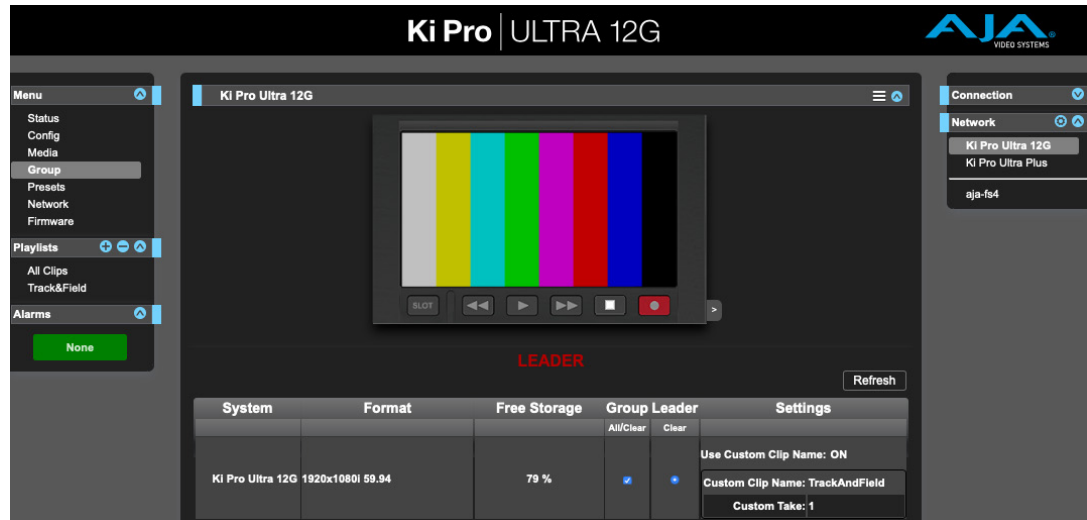 Ki Pro ULTRA 12G
AJA
VIDEO SYSTEMS
Menu
Status
Config
Media
Group
Presets
Network
Firmware
Playlists
All Clips
Track&Field
Alarms
None
Ki Pro Ultra 12G
SLOT
>
LEADER
Refresh
System Format Free Storage Group Leader Settings
All/Clear Clear
Ki Pro Ultra 12G 1920x1080i 59.94 79 %
Use Custom Clip Name: ON
Custom Clip Name: TrackAndField
Custom Take: 1
Connection
Network
Ki Pro Ultra 12G
Ki Pro Ultra Plus
aja-fs4